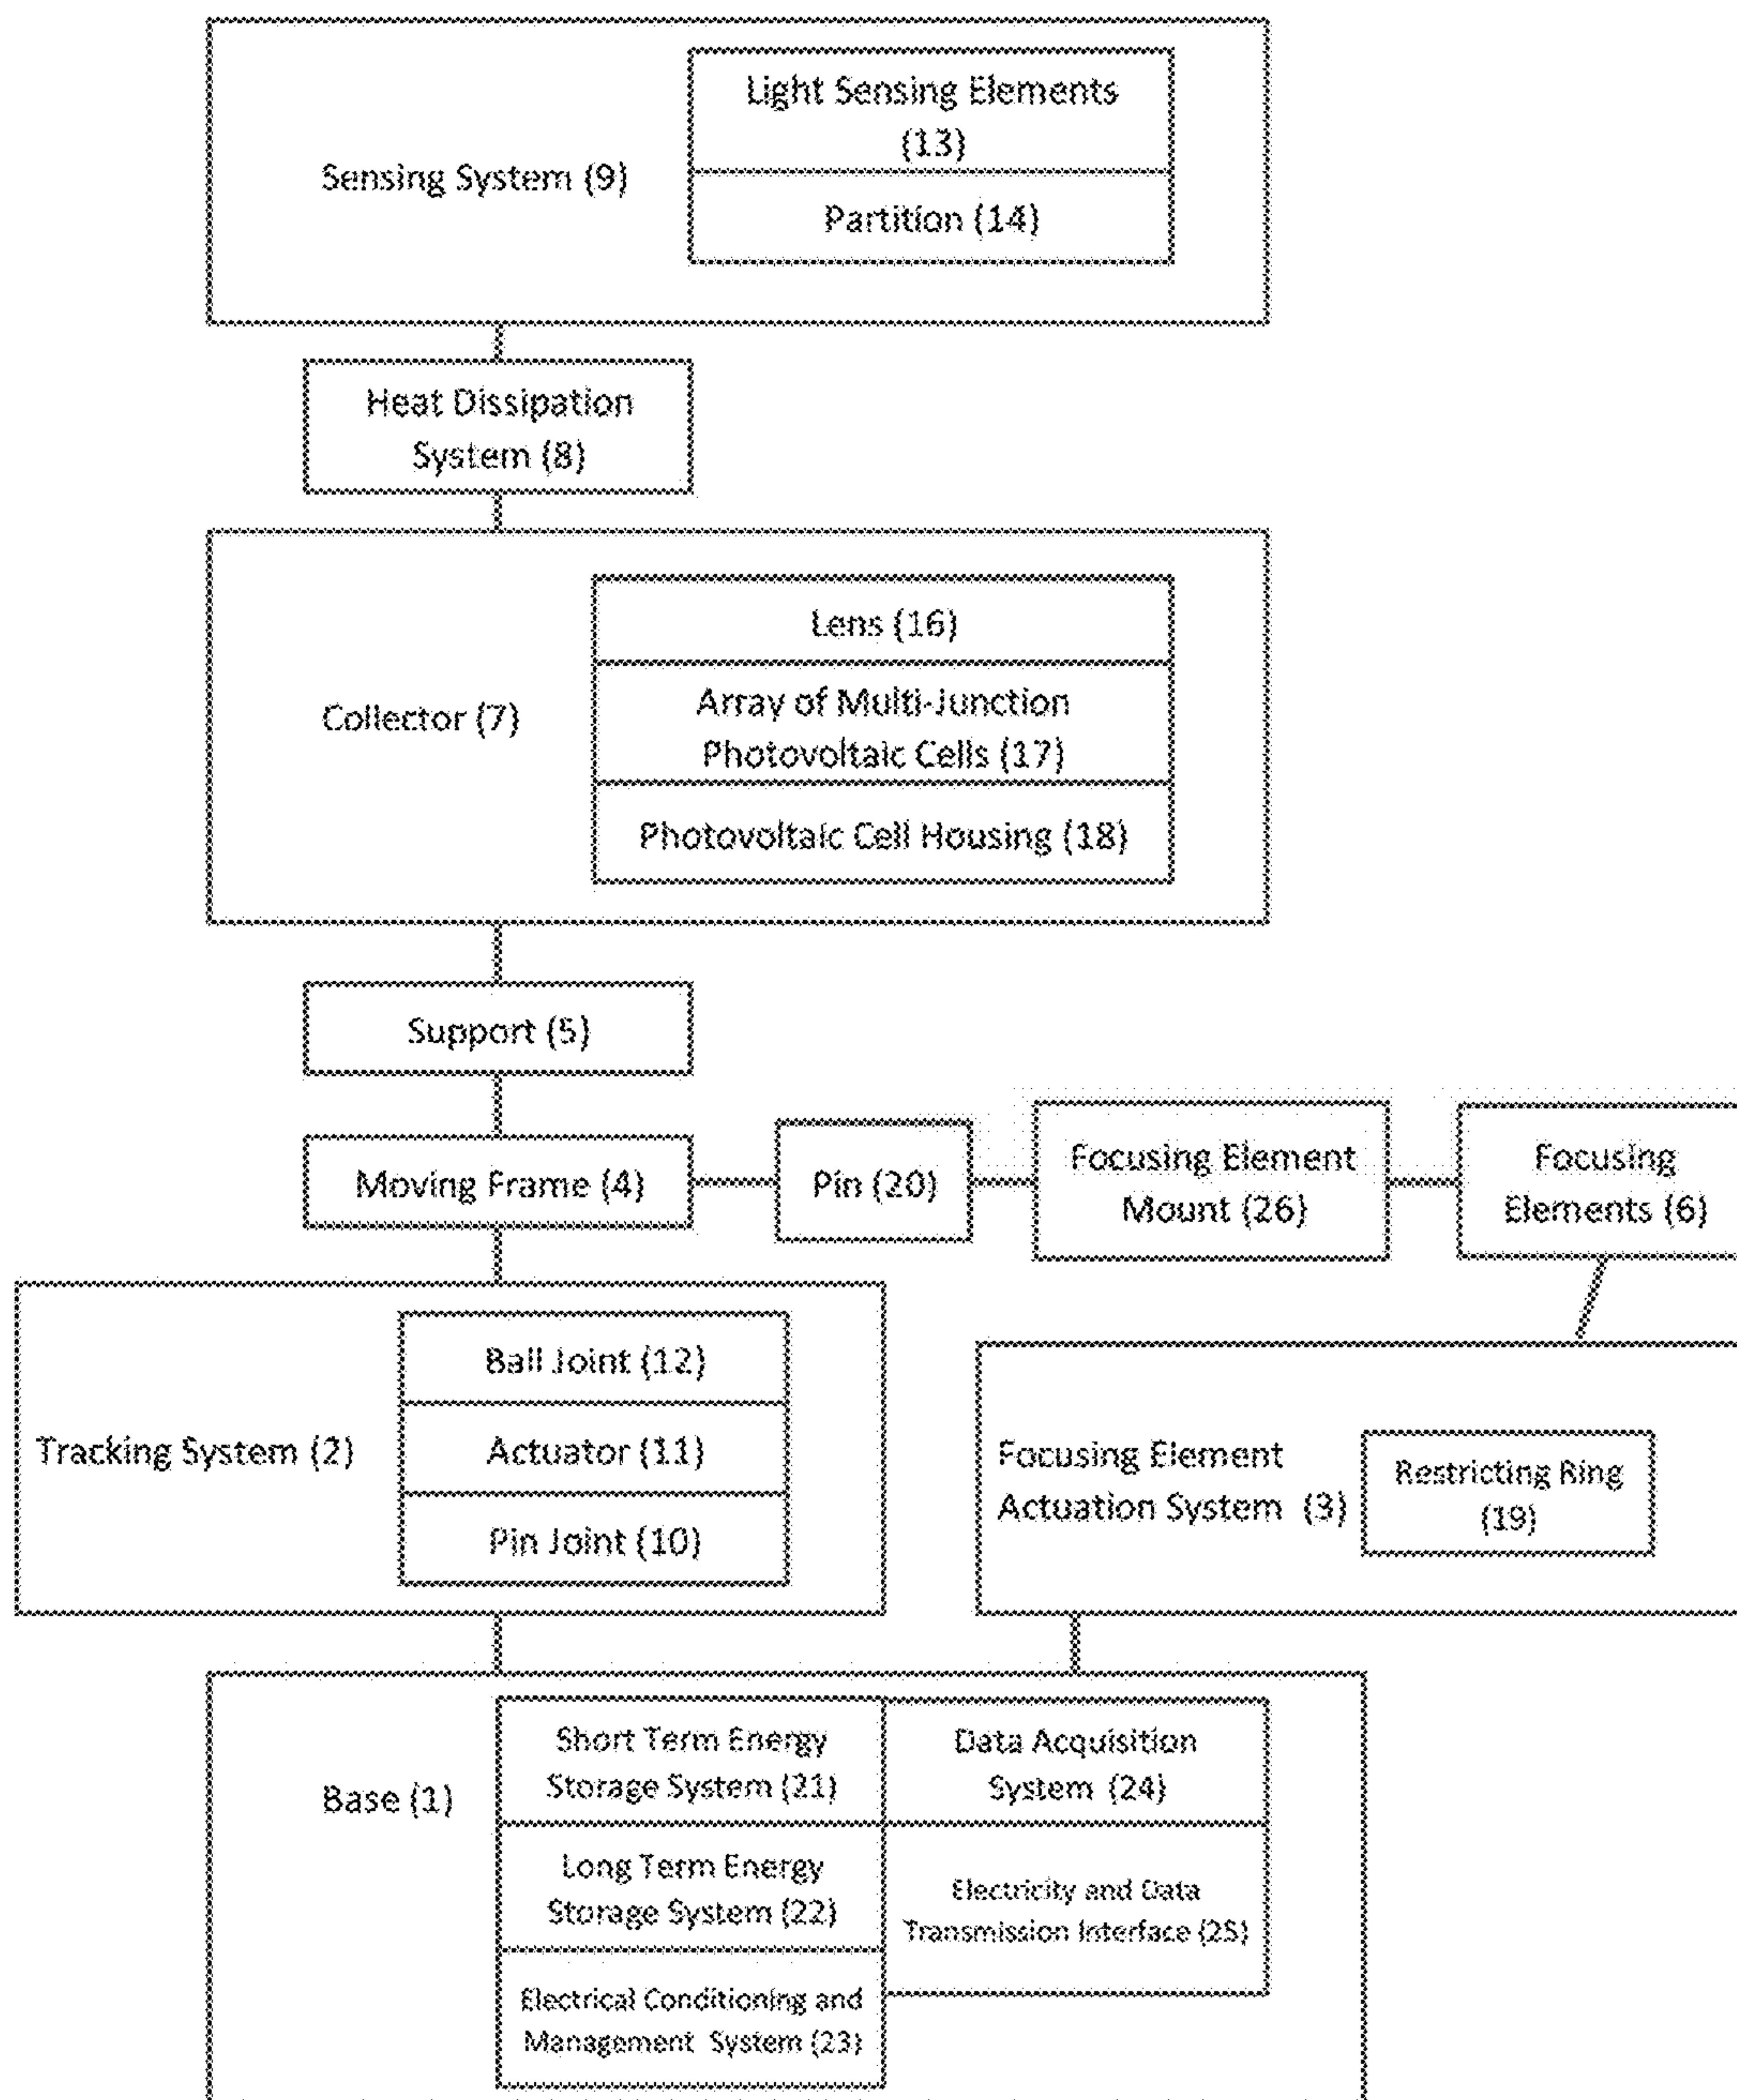 Light Sensing Elements
(13)
Sensing System (9)
Partition (14)
Heat Dissipation
System (8)
Lens (16)
Array of Multi-Junction
Photovoltaic Cells (17)
Collector (7)
Photovoltaic Cell Housing (18)
Support (5)
Moving Frame (4)
Pin (20)
Focusing Element
Mount (26)
Focusing
Elements (6)
Ball Joint (12)
Tracking System (2)
Actuator (11)
Pin Joint (10)
Focusing Element
Actuation System (3)
Restricting Ring
(19)
Base (1)
Short Term Energy
Storage System (21)
Data Acquisition
System (24)
Long Term Energy
Storage System (22)
Electricity and Data
Transmission Interface (25)
Electrical Conditioning and
Management System (23)